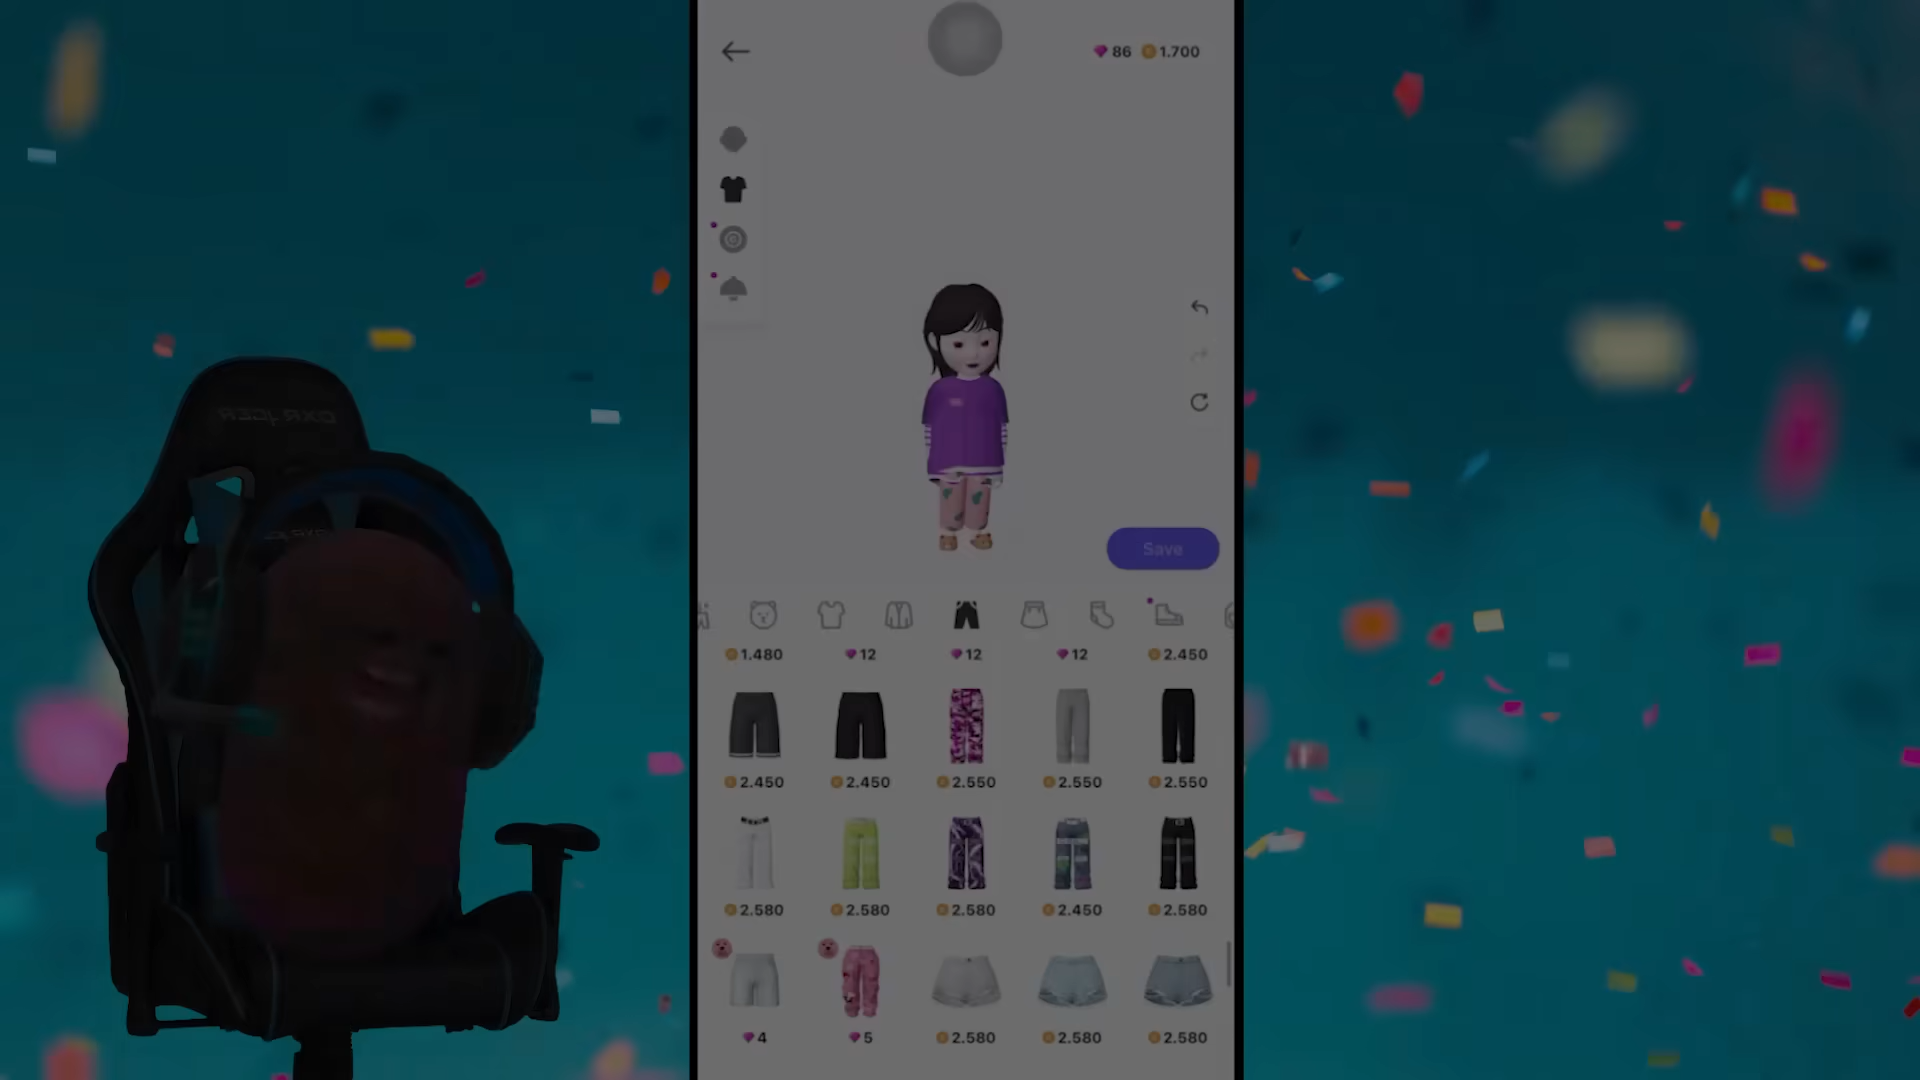 86 1.700
DXRACER
Save
1.480 12 12 12 2.450
2.450 2.450 2.550 2.550 2.550
2.580 2.580 2.580 2.450 2.580
4 5 2.580 2.580 2.580